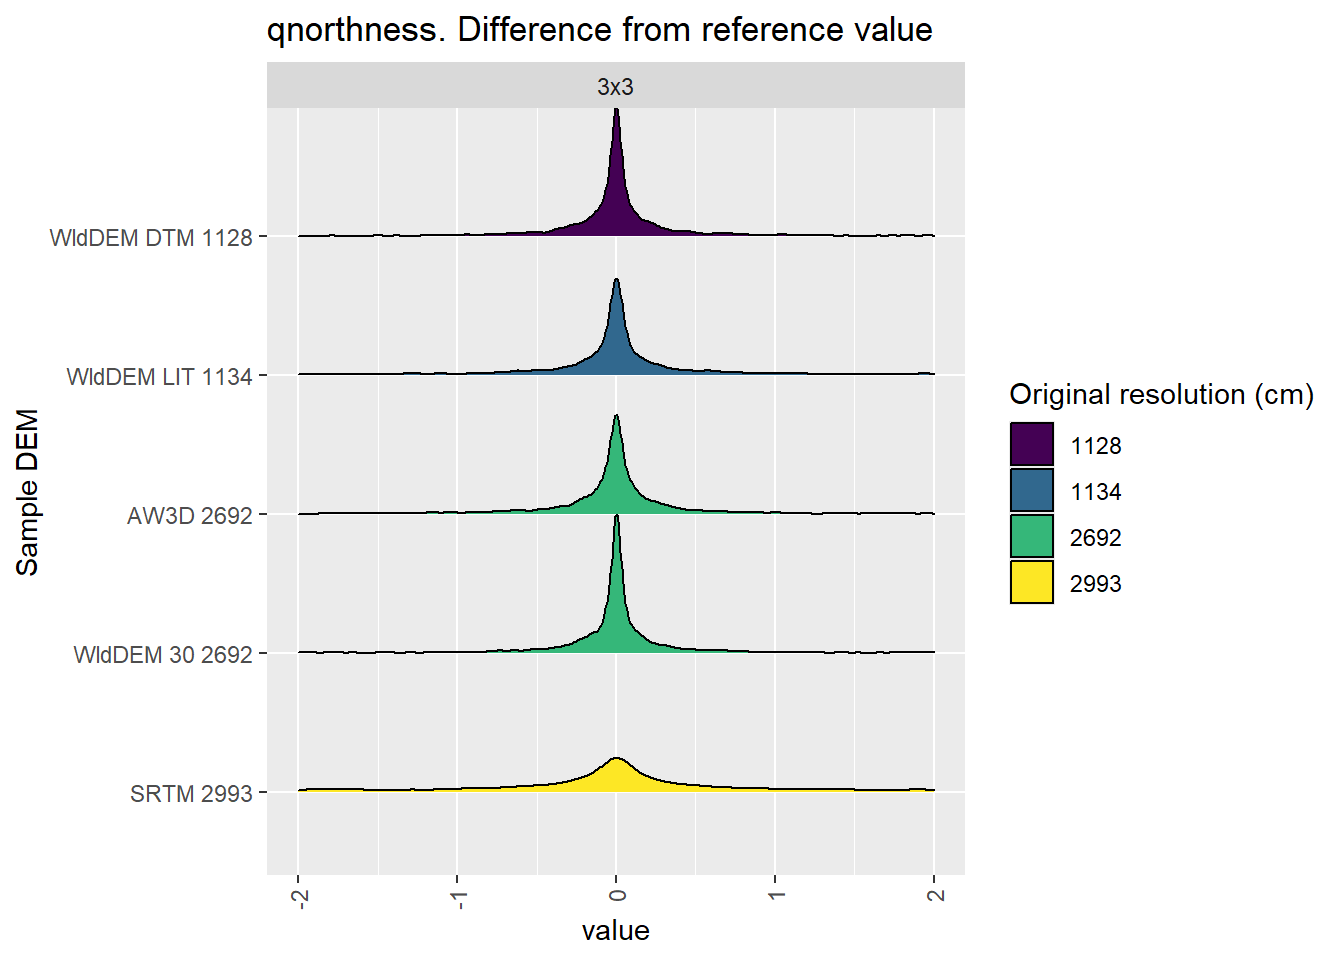 qnorthness. Difference from reference value
3x3
WldDEM DTM 1128
WldDEM LIT 1134
AW3D 2692
WldDEM 30 2692
SRTM 2993
Sample DEM
-2
-1
0
1
2
value
Original resolution (cm)
1128
1134
2692
2993